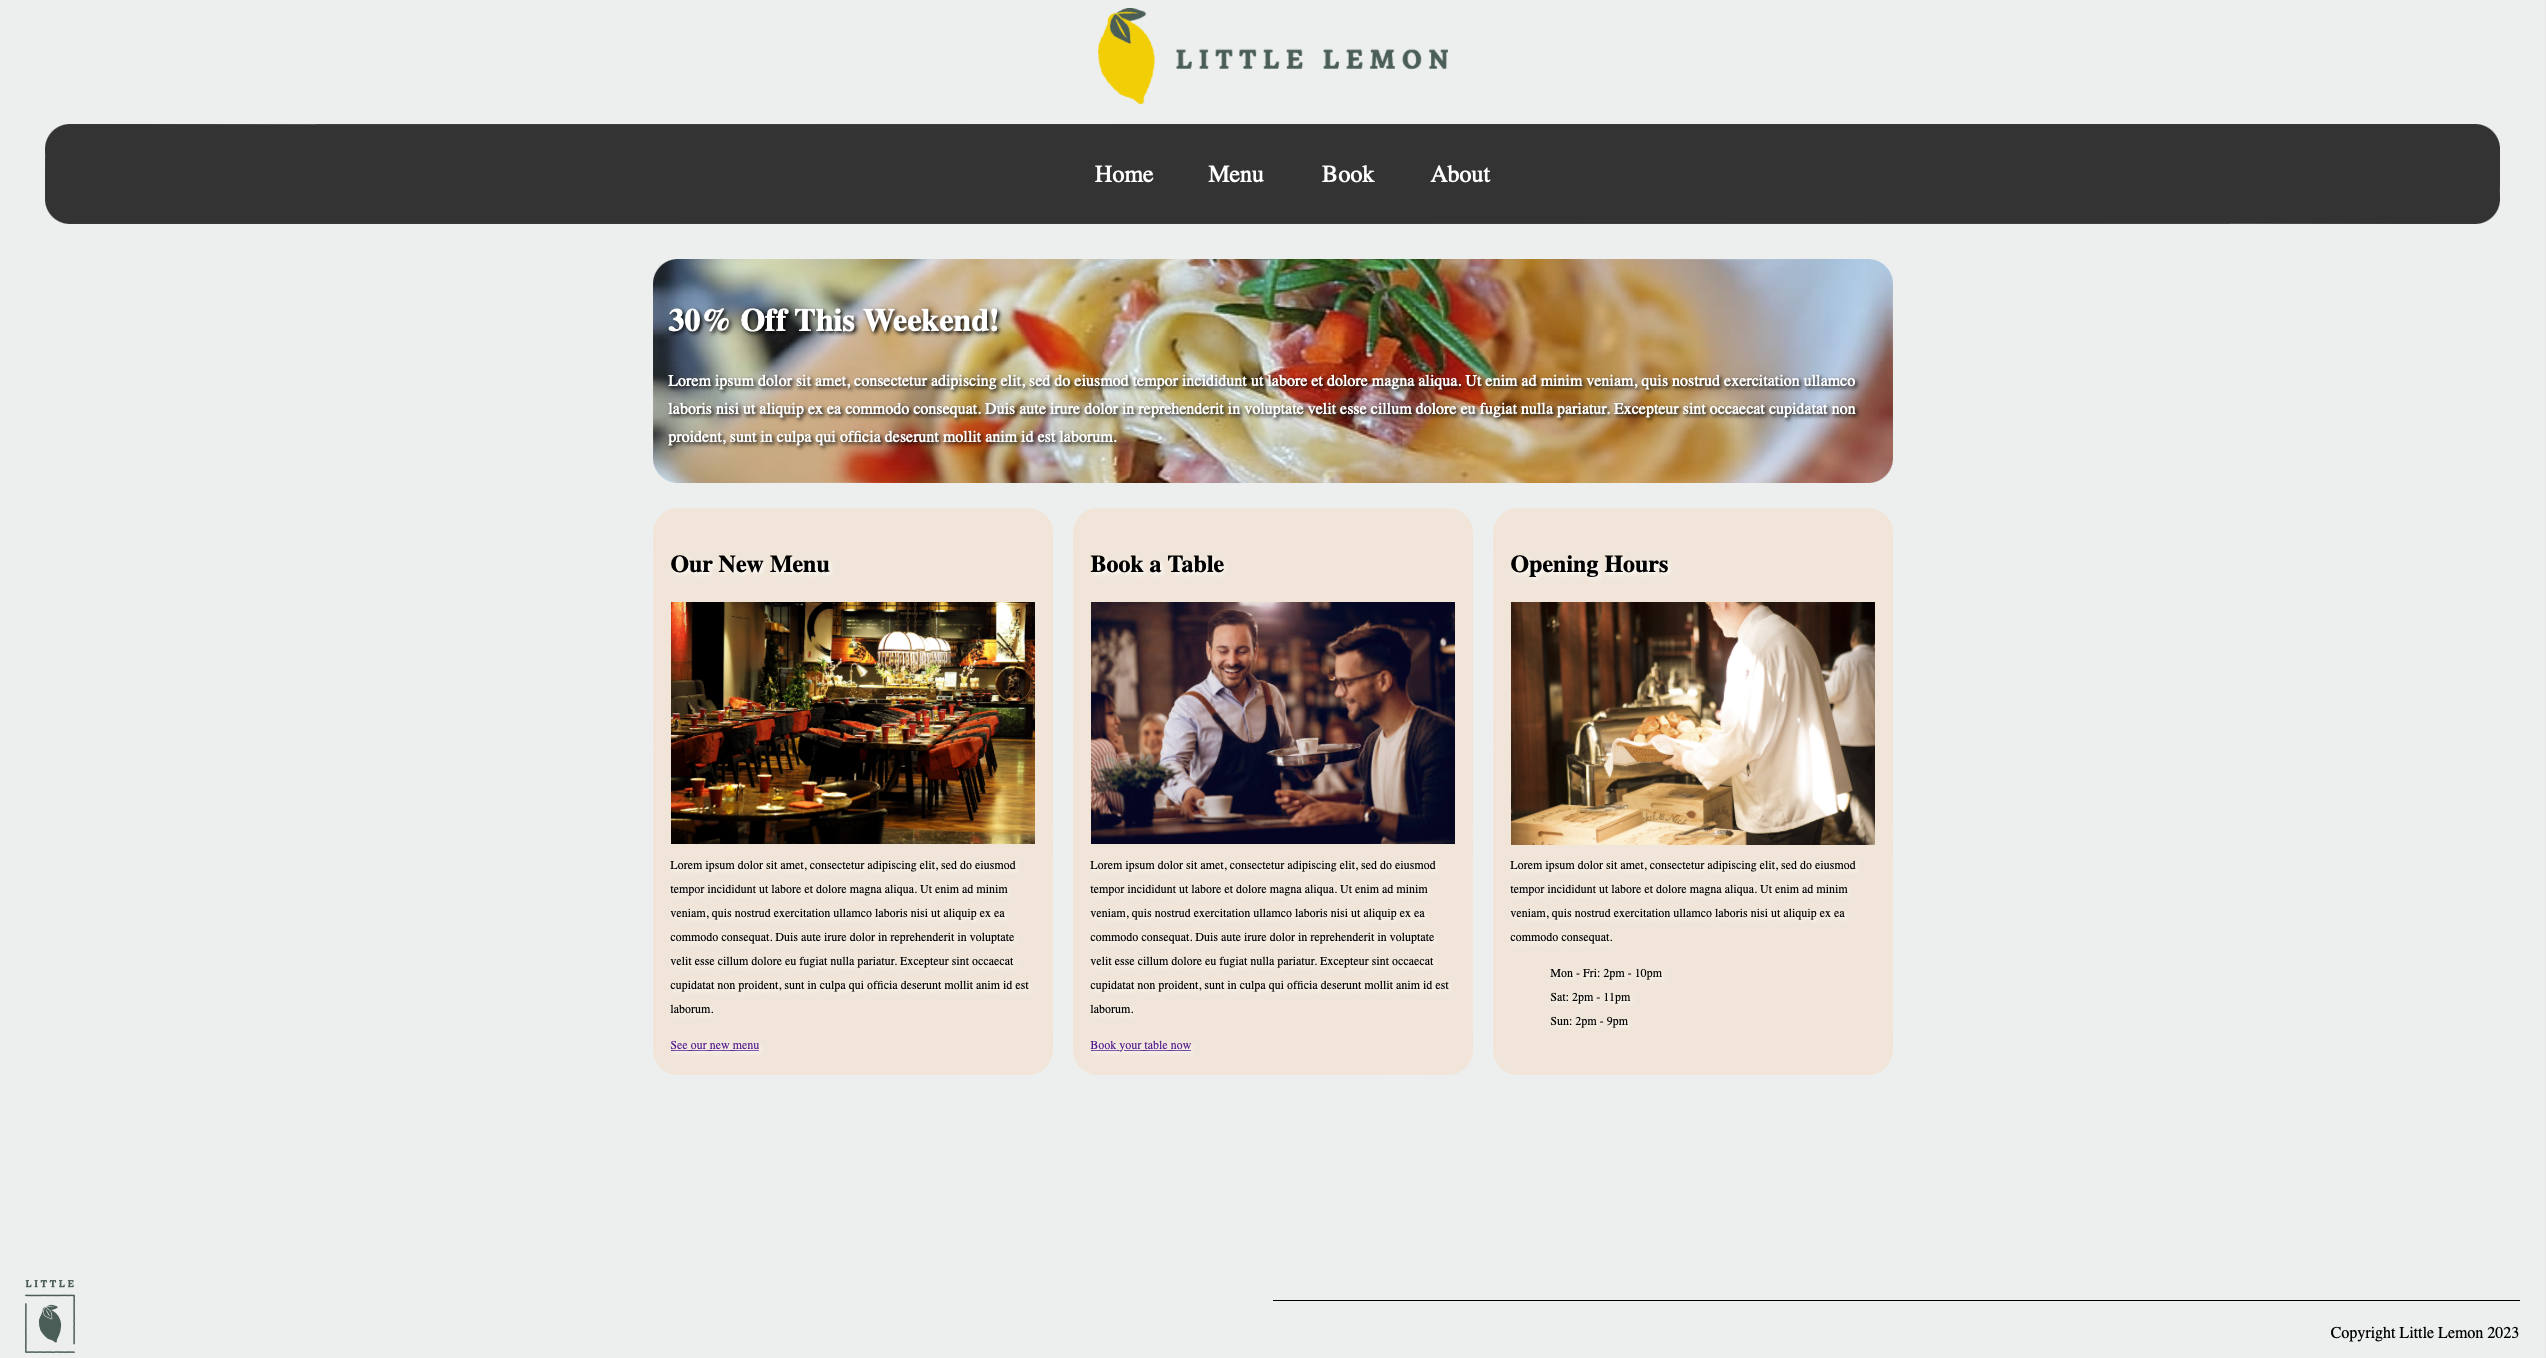 LITTLE LEMON
Home Menu Book About
30% Off This Weekend!
Lorem ipsum dolor sit amet, consectetur adipiscing elit, sed do eiusmod tempor incididunt ut labore et dolore magna aliqua. Ut enim ad minim veniam, quis nostrud exercitation ullamco
laboris nisi ut aliquip ex ea commodo consequat. Duis aute irure dolor in reprehenderit in voluptate velit esse cillum dolore eu fugiat nulla pariatur. Excepteur sint occaecat cupidatat non
proident, sunt in culpa qui officia deserunt mollit anim id est laborum.
Our New Menu
Lorem ipsum dolor sit amet, consectetur adipiscing elit, sed do eiusmod
tempor incididunt ut labore et dolore magna aliqua. Ut enim ad minim
veniam, quis nostrud exercitation ullamco laboris nisi ut aliquip ex ea
commodo consequat. Duis aute irure dolor in reprehenderit in voluptate
velit esse cillum dolore eu fugiat nulla pariatur. Excepteur sint occaecat
cupidatat non proident, sunt in culpa qui officia deserunt mollit anim id est
laborum.
See our new menu
Book a Table
Lorem ipsum dolor sit amet, consectetur adipiscing elit, sed do eiusmod
tempor incididunt ut labore et dolore magna aliqua. Ut enim ad minim
veniam, quis nostrud exercitation ullamco laboris nisi ut aliquip ex ea
commodo consequat. Duis aute irure dolor in reprehenderit in voluptate
velit esse cillum dolore eu fugiat nulla pariatur. Excepteur sint occaecat
cupidatat non proident, sunt in culpa qui officia deserunt mollit anim id est
laborum.
Book your table now
Opening Hours
Lorem ipsum dolor sit amet, consectetur adipiscing elit, sed do eiusmod
tempor incididunt ut labore et dolore magna aliqua. Ut enim ad minim
veniam, quis nostrud exercitation ullamco laboris nisi ut aliquip ex ea
commodo consequat.
Mon - Fri: 2pm - 10pm
Sat: 2pm - 11pm
Sun: 2pm - 9pm
LITTLE
Copyright Little Lemon 2023